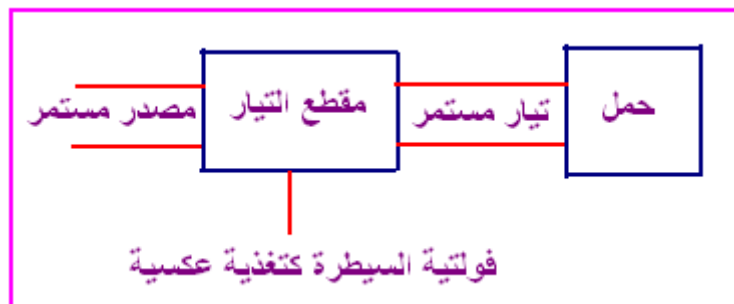 مصدر مستمر
مقطع التيار
تيار مستمر
حمل
فولتية السيطرة كتغذية عكسية